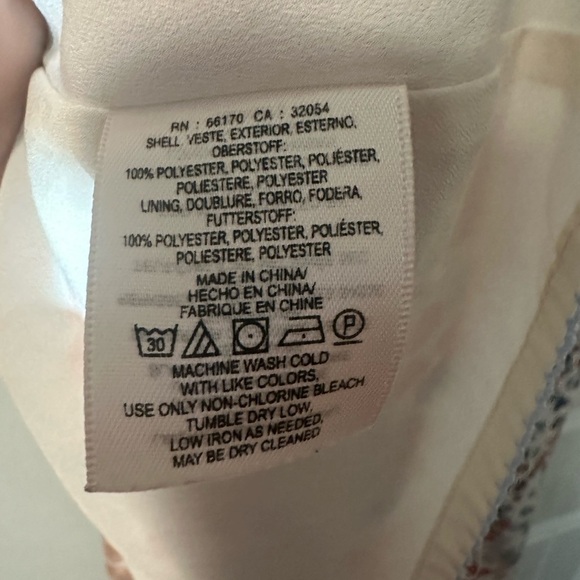 RN : 66170 CA : 32054
SHELL, VESTE, EXTERIOR, ESTERNO,
OBERSTOFF:
100% POLYESTER, POLYESTER, POLIÉSTER,
POLIESTERE, POLYESTER
LINING, DOUBLURE, FORRO, FODERA,
FUTTERSTOFF:
100% POLYESTER, POLYESTER, POLIÉSTER,
POLIESTERE, POLYESTER
MADE IN CHINA/
HECHO EN CHINA/
FABRIQUE EN CHINE
30 P
MACHINE WASH COLD
WITH LIKE COLORS,
USE ONLY NON-CHLORINE BLEACH
TUMBLE DRY LOW,
LOW IRON AS NEEDED,
MAY BE DRY CLEANED